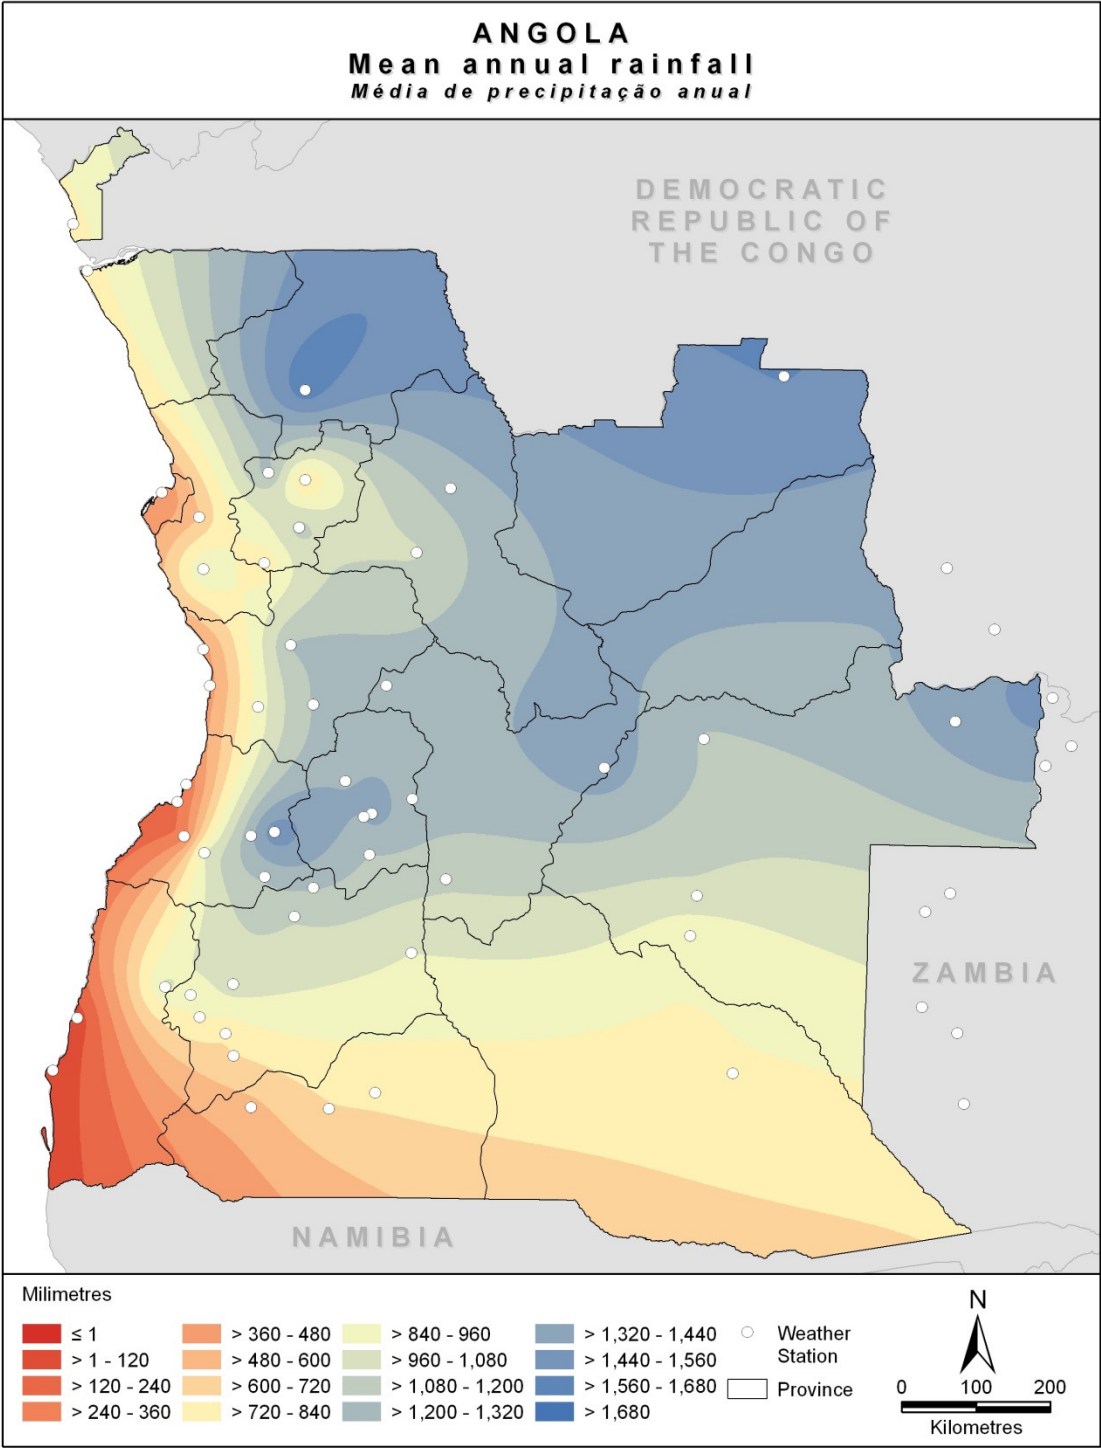 ANGOLA
Mean annual rainfall
Média de precipitação anual
DEMOCRATIC
REPUBLIC OF
THE CONGO
ZAMBIA
NAMIBIA
Milimetres
≤ 1
> 1 - 120
> 120 - 240
> 240 - 360
> 360 - 480
> 480 - 600
> 600 - 720
> 720 - 840
> 840 - 960
> 960 - 1,080
> 1,080 - 1,200
> 1,200 - 1,320
> 1,320 - 1,440
> 1,440 - 1,560
> 1,560 - 1,680
> 1,680
Weather
Station
Province
N
0 100 200
Kilometres